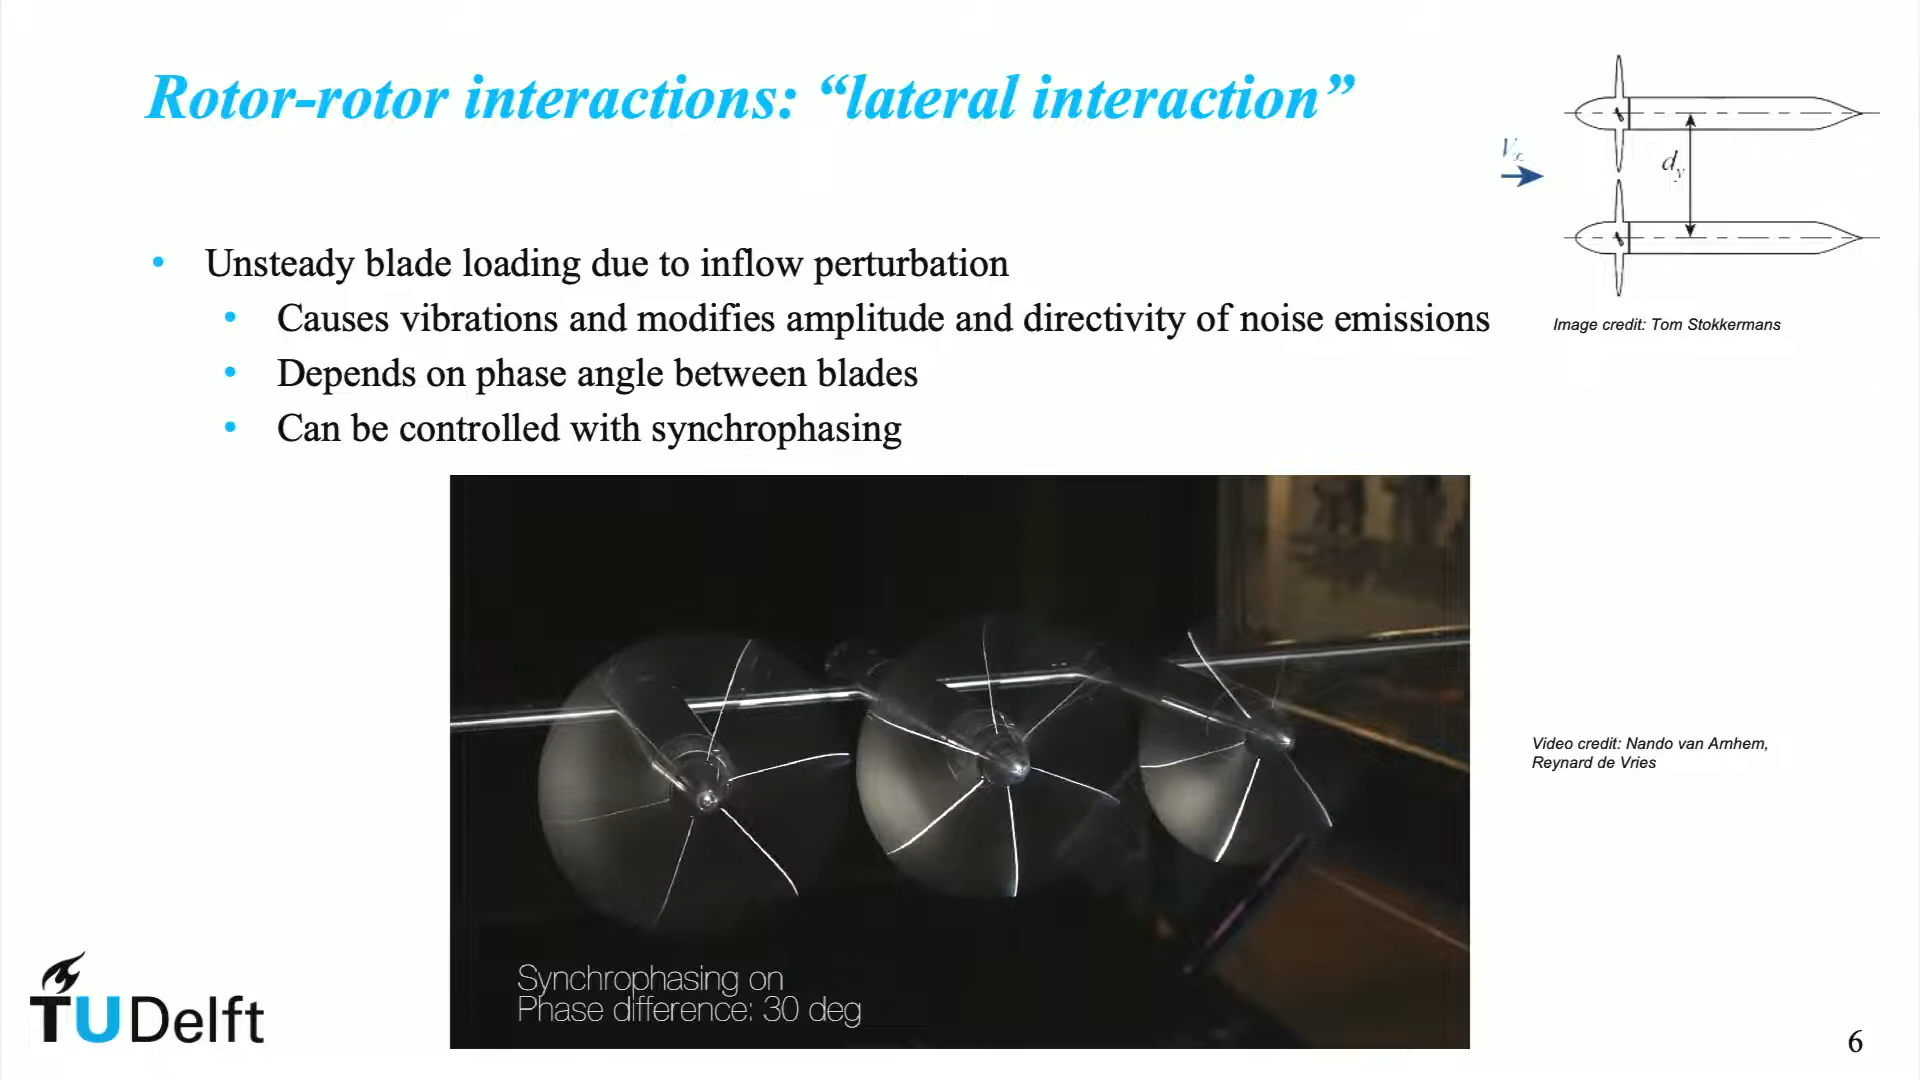 Rotor-rotor interactions: “lateral interaction”
V∞
d_y
Image credit: Tom Stokkermans
• Unsteady blade loading due to inflow perturbation
• Causes vibrations and modifies amplitude and directivity of noise emissions
• Depends on phase angle between blades
• Can be controlled with synchrophasing
Video credit: Nando van Arnhem,
Reynard de Vries
Synchrophasing on
Phase difference: 30 deg
TUDelft
6